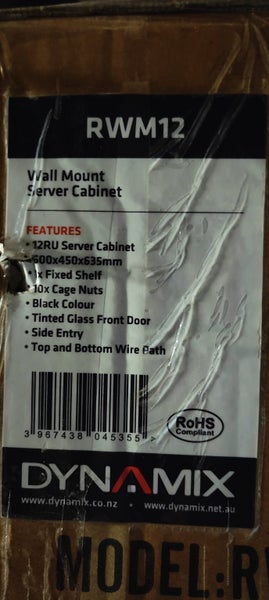 RWM12
Wall Mount
Server Cabinet
FEATURES
• 12RU Server Cabinet
• 600x450x635mm
• 1x Fixed Shelf
• 10x Cage Nuts
• Black Colour
• Tinted Glass Front Door
• Side Entry
• Top and Bottom Wire Path
3 967438 045355 >
RoHS
Compliant
DYNAMIX
www.dynamix.co.nz • www.dynamix.net.au
MODEL:R